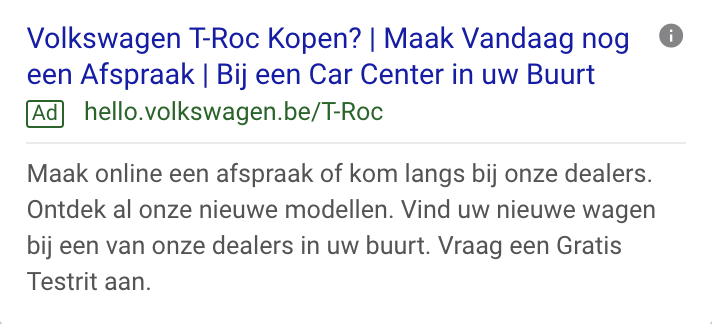 Volkswagen T-Roc Kopen? | Maak Vandaag nog
een Afspraak | Bij een Car Center in uw Buurt
Ad hello.volkswagen.be/T-Roc
Maak online een afspraak of kom langs bij onze dealers.
Ontdek al onze nieuwe modellen. Vind uw nieuwe wagen
bij een van onze dealers in uw buurt. Vraag een Gratis
Testrit aan.